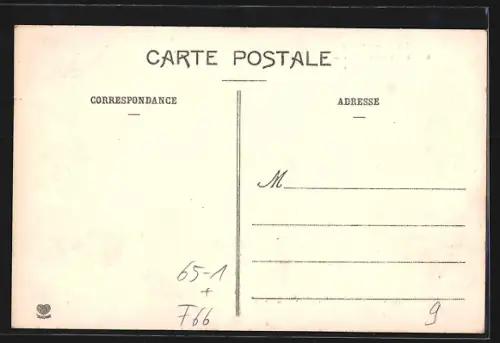 CARTE POSTALE
CORRESPONDANCE
ADRESSE
M
65-1
+
F66
9